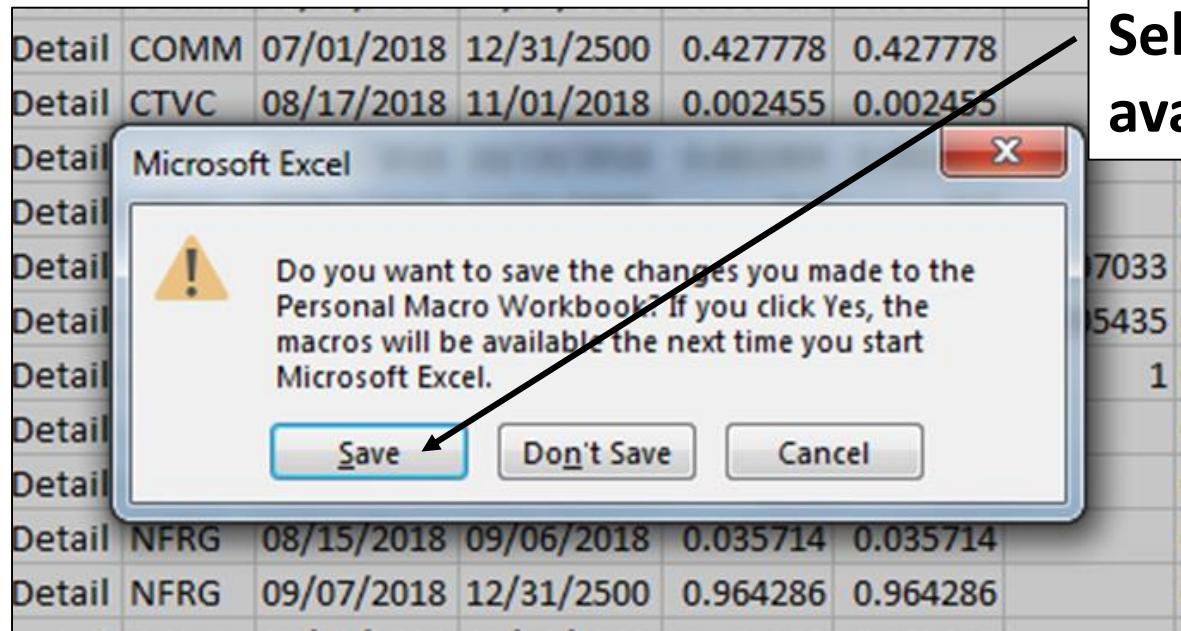 Detail COMM 07/01/2018 12/31/2500 0.427778 0.427778
Detail CTVC 08/17/2018 11/01/2018 0.002455 0.002455
Detail
Detail
Detail 7033
Detail 5435
Detail 1
Detail
Detail
Detail NFRG 08/15/2018 09/06/2018 0.035714 0.035714
Detail NFRG 09/07/2018 12/31/2500 0.964286 0.964286
Microsoft Excel
Do you want to save the changes you made to the
Personal Macro Workbook? If you click Yes, the
macros will be available the next time you start
Microsoft Excel.
Save Don't Save Cancel